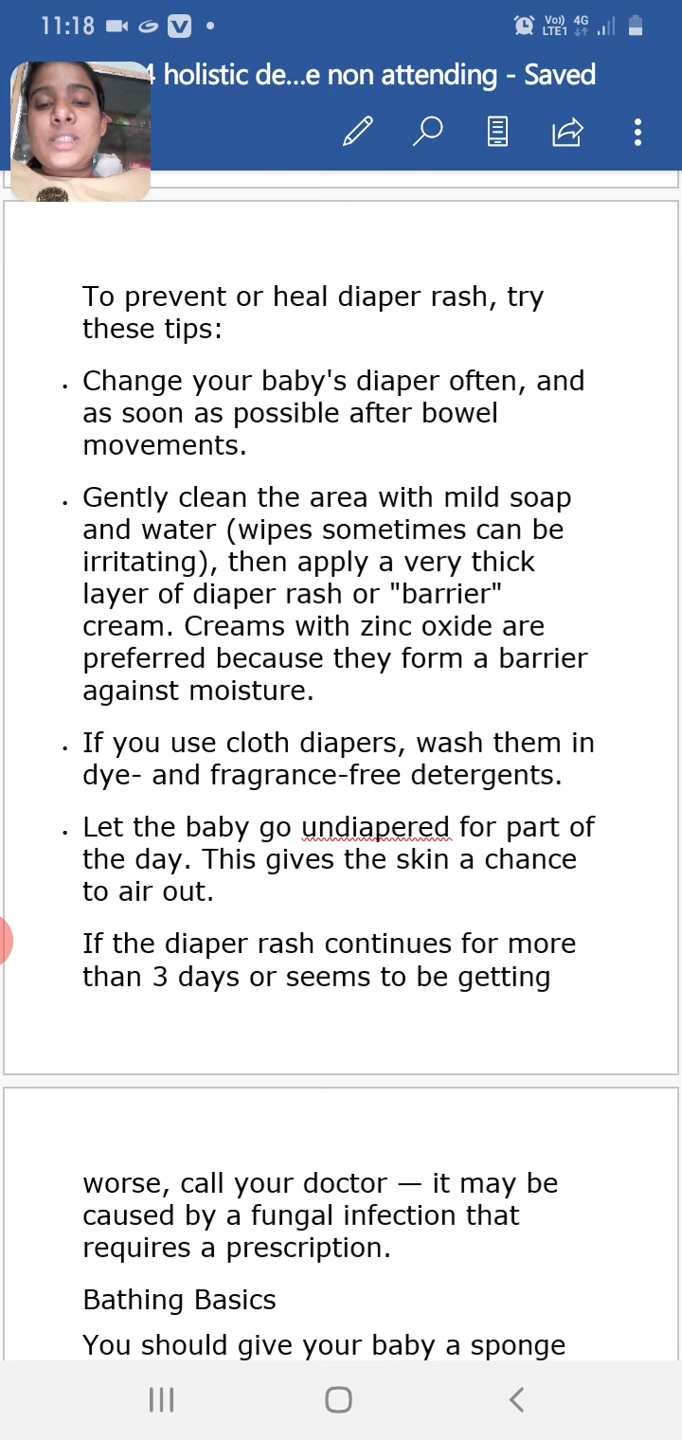 11:18
Vo) 4G
LTE1
4 holistic de...e non attending - Saved
To prevent or heal diaper rash, try
these tips:
• Change your baby's diaper often, and
as soon as possible after bowel
movements.
• Gently clean the area with mild soap
and water (wipes sometimes can be
irritating), then apply a very thick
layer of diaper rash or "barrier"
cream. Creams with zinc oxide are
preferred because they form a barrier
against moisture.
• If you use cloth diapers, wash them in
dye- and fragrance-free detergents.
• Let the baby go undiapered for part of
the day. This gives the skin a chance
to air out.
If the diaper rash continues for more
than 3 days or seems to be getting
worse, call your doctor — it may be
caused by a fungal infection that
requires a prescription.
Bathing Basics
You should give your baby a sponge